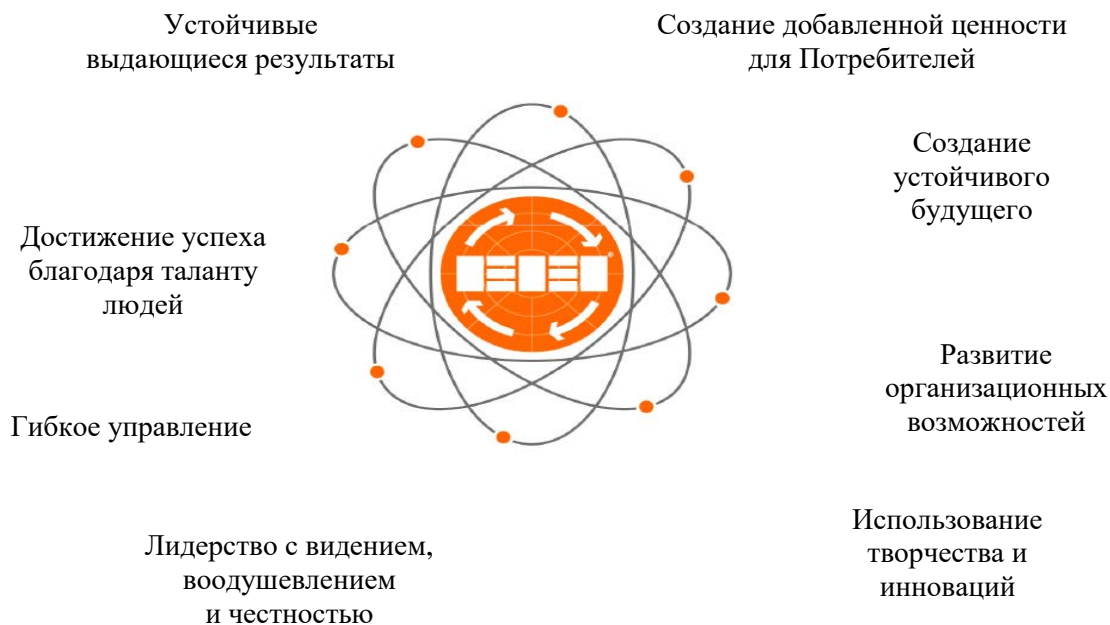 Устойчивые
выдающиеся результаты
Создание добавленной ценности
для Потребителей
Создание
устойчивого
будущего
Достижение успеха
благодаря таланту
людей
Развитие
организационных
возможностей
Гибкое управление
Использование
творчества и
инноваций
Лидерство с видением,
воодушевлением
и честностью
®